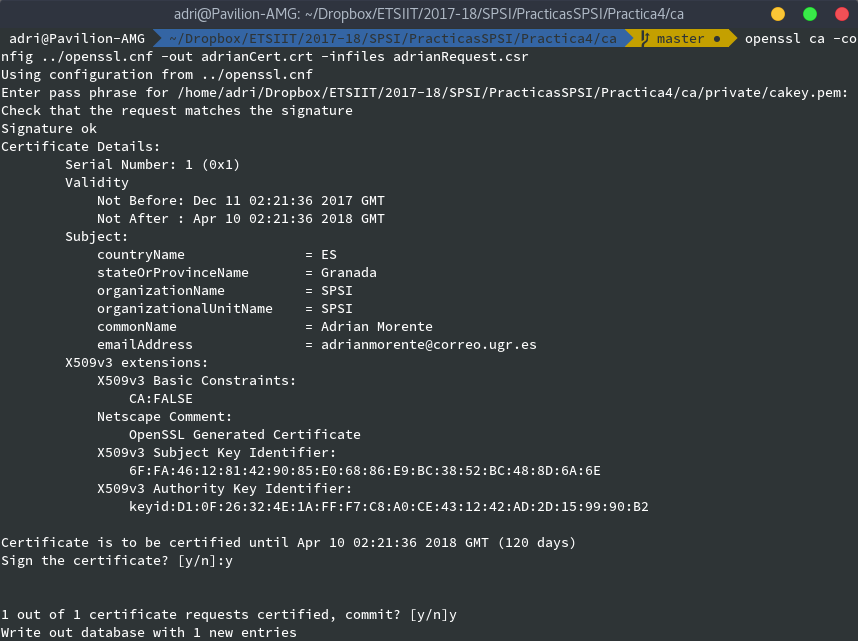 adri@Pavilion-AMG: ~/Dropbox/ETSIIT/2017-18/SPSI/PracticasSPSI/Practica4/ca
adri@Pavilion-AMG ~/Dropbox/ETSIIT/2017-18/SPSI/PracticasSPSI/Practica4/ca master ● openssl ca -co
nfig ../openssl.cnf -out adrianCert.crt -infiles adrianRequest.csr
Using configuration from ../openssl.cnf
Enter pass phrase for /home/adri/Dropbox/ETSIIT/2017-18/SPSI/PracticasSPSI/Practica4/ca/private/cakey.pem:
Check that the request matches the signature
Signature ok
Certificate Details:
Serial Number: 1 (0x1)
Validity
Not Before: Dec 11 02:21:36 2017 GMT
Not After : Apr 10 02:21:36 2018 GMT
Subject:
countryName = ES
stateOrProvinceName = Granada
organizationName = SPSI
organizationalUnitName = SPSI
commonName = Adrian Morente
emailAddress = adrianmorente@correo.ugr.es
X509v3 extensions:
X509v3 Basic Constraints:
CA:FALSE
Netscape Comment:
OpenSSL Generated Certificate
X509v3 Subject Key Identifier:
6F:FA:46:12:81:42:90:85:E0:68:86:E9:BC:38:52:BC:48:8D:6A:6E
X509v3 Authority Key Identifier:
keyid:D1:0F:26:32:4E:1A:FF:F7:C8:A0:CE:43:12:42:AD:2D:15:99:90:B2
Certificate is to be certified until Apr 10 02:21:36 2018 GMT (120 days)
Sign the certificate? [y/n]:y
1 out of 1 certificate requests certified, commit? [y/n]y
Write out database with 1 new entries